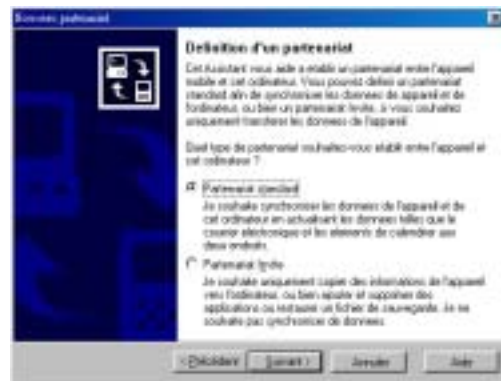 Nouveau partenariat
Définition d'un partenariat
Cet Assistant vous aide à établir un partenariat entre l'appareil
mobile et cet ordinateur. Vous pouvez définir un partenariat
standard afin de synchroniser les données de appareil et de
l'ordinateur, ou bien un partenariat Invité, si vous souhaitez
uniquement transférer les données de l'appareil.
Quel type de partenariat souhaitez-vous établir entre l'appareil et
cet ordinateur ?
Partenariat standard
Je souhaite synchroniser les données de l'appareil et de
cet ordinateur en actualisant les données telles que le
courrier électronique et les éléments de calendrier aux
deux endroits.
Partenariat Invité
Je souhaite uniquement copier des informations de l'appareil
vers l'ordinateur, ou bien ajouter et supprimer des
applications ou restaurer un fichier de sauvegarde. Je ne
souhaite pas synchroniser de données.
< Précédent
Suivant >
Annuler
Aide